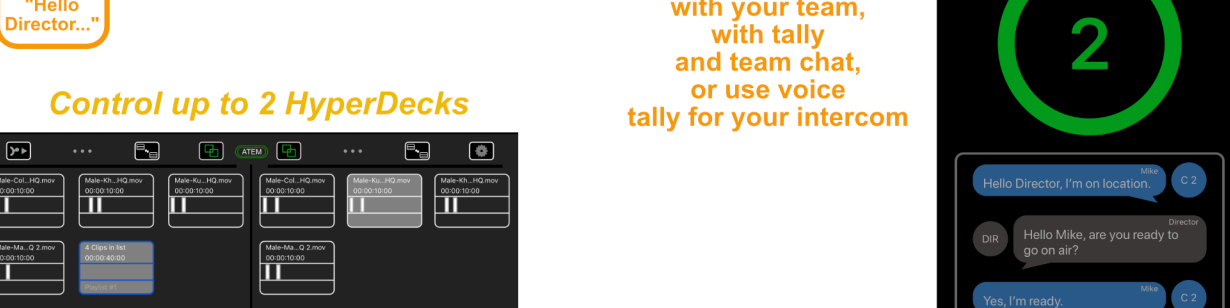 "Hello
Director..."
Control up to 2 HyperDecks
ATEM
Male-Col...HQ.mov
00:00:10:00
Male-Kh...HQ.mov
00:00:10:00
Male-Ku...HQ.mov
00:00:10:00
Male-Col...HQ.mov
00:00:10:00
Male-Ku...HQ.mov
00:00:10:00
Male-Kh...HQ.mov
00:00:10:00
Male-Ma...Q 2.mov
00:00:10:00
4 Clips in list
00:00:40:00
Playlist #1
Male-Ma...Q 2.mov
00:00:10:00
with your team,
with tally
and team chat,
or use voice
tally for your intercom
2
Mike
Hello Director, I'm on location.
C 2
Director
DIR
Hello Mike, are you ready to
go on air?
Mike
Yes, I'm ready.
C 2